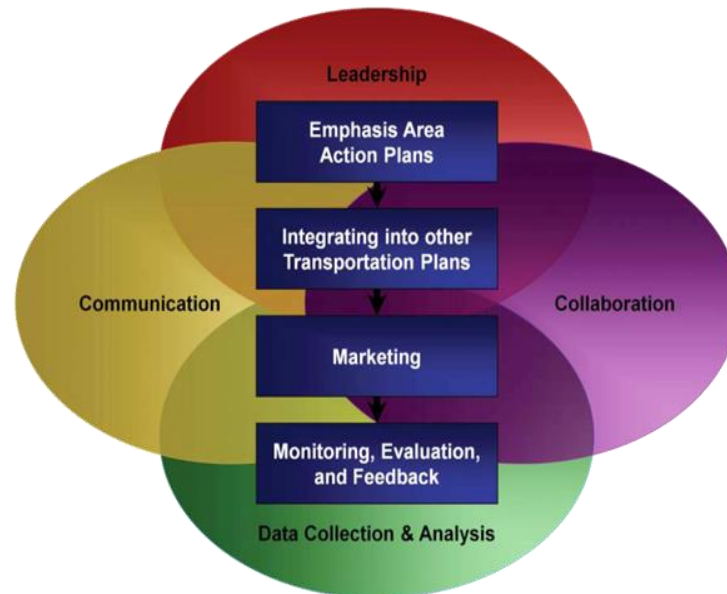 Leadership
Emphasis Area
Action Plans
Integrating into other
Transportation Plans
Communication
Collaboration
Marketing
Monitoring, Evaluation,
and Feedback
Data Collection & Analysis